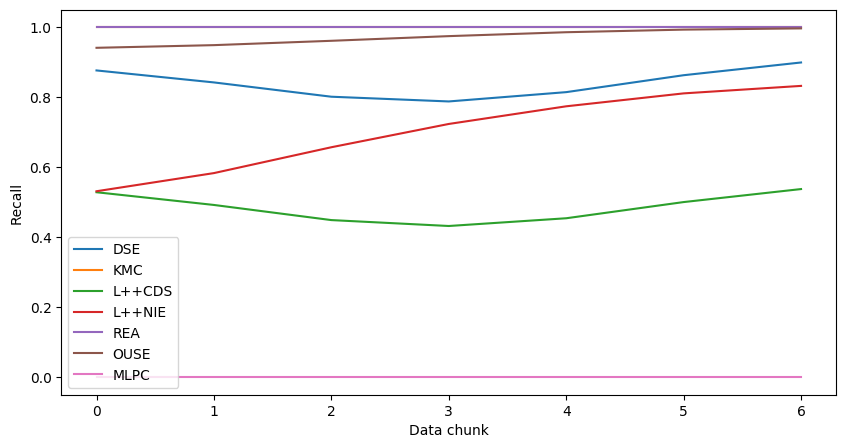 1.0
0.8
0.6
0.4
0.2
0.0
Recall
DSE
KMC
L++CDS
L++NIE
REA
OUSE
MLPC
0 1 2 3 4 5 6
Data chunk